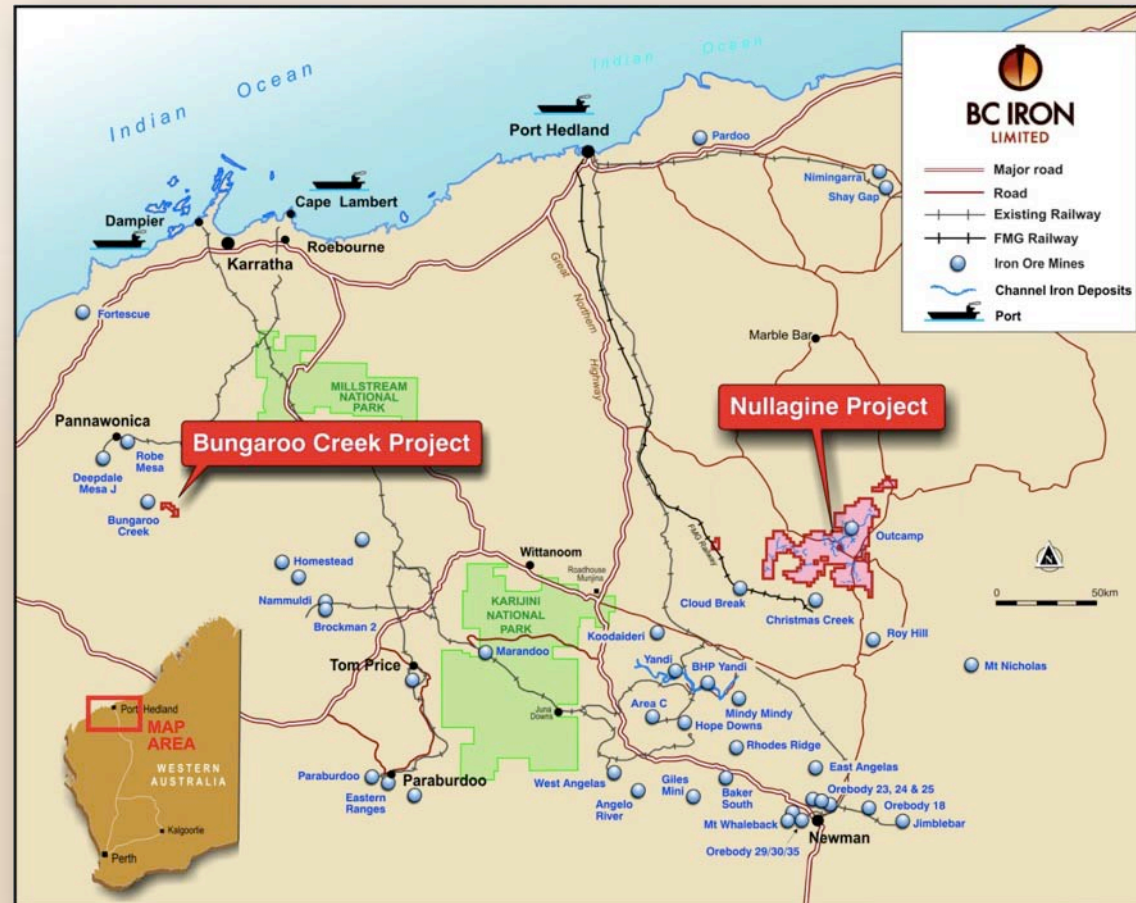 Indian Ocean
Indian Ocean
BC IRON
LIMITED
Major road
Road
Existing Railway
FMG Railway
Iron Ore Mines
Channel Iron Deposits
Port
Port Hedland
Pardoo
Nimingarra
Shay Gap
Cape Lambert
Dampier
Roebourne
Karratha
Fortescue
Great Northern Highway
Marble Bar
MILLSTREAM
NATIONAL
PARK
Nullagine Project
Pannawonica
Bungaroo Creek Project
Robe
Mesa
Deepdale
Mesa J
Bungaroo
Creek
Outcamp
FMG Railway
Wittanoom
Roadhouse
Munjina
Homestead
Nammuldi
Brockman 2
KARIJINI
NATIONAL
PARK
Cloud Break
Christmas Creek
0 50km
N
Koodaideri
Roy Hill
Marandoo
Mt Nicholas
Tom Price
Yandi
BHP Yandi
Juna
Downs
Area C
Mindy Mindy
Hope Downs
Rhodes Ridge
Port Hedland
MAP
AREA
WESTERN
AUSTRALIA
Kalgoorlie
Perth
Paraburdoo
Paraburdoo
Eastern
Ranges
West Angelas
Angelo
River
Giles
Mini
Baker
South
East Angelas
Orebody 23, 24 & 25
Orebody 18
Mt Whaleback
Newman
Jimblebar
Orebody 29/30/35